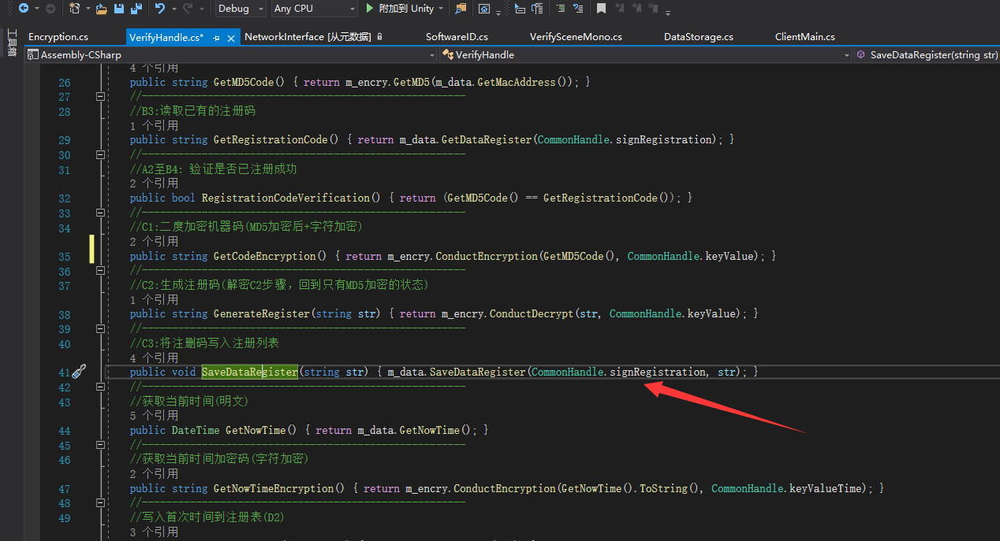 Debug Any CPU 附加到 Unity
工具箱
Encryption.cs VerifyHandle.cs* NetworkInterface [从元数据] SoftwareID.cs VerifySceneMono.cs DataStorage.cs ClientMain.cs
Assembly-CSharp VerifyHandle SaveDataRegister(string str)
4 个引用
26 public string GetMD5Code() { return m_encry.GetMD5(m_data.GetMacAddress()); }
27 //------------------------------------------------------
28 //B3:读取已有的注册码
1 个引用
29 public string GetRegistrationCode() { return m_data.GetDataRegister(CommonHandle.signRegistration); }
30 //------------------------------------------------------
31 //A2至B4: 验证是否已注册成功
2 个引用
32 public bool RegistrationCodeVerification() { return (GetMD5Code() == GetRegistrationCode()); }
33 //------------------------------------------------------
34 //C1:二度加密机器码(MD5加密后+字符加密)
2 个引用
35 public string GetCodeEncryption() { return m_encry.ConductEncryption(GetMD5Code(), CommonHandle.keyValue); }
36 //------------------------------------------------------
37 //C2:生成注册码(解密C2步骤，回到只有MD5加密的状态)
1 个引用
38 public string GenerateRegister(string str) { return m_encry.ConductDecrypt(str, CommonHandle.keyValue); }
39 //------------------------------------------------------
40 //C3:将注删码写入注册列表
4 个引用
41 public void SaveDataRegister(string str) { m_data.SaveDataRegister(CommonHandle.signRegistration, str); }
42 //------------------------------------------------------
43 //获取当前时间(明文)
5 个引用
44 public DateTime GetNowTime() { return m_data.GetNowTime(); }
45 //------------------------------------------------------
46 //获取当前时间加密码(字符加密)
2 个引用
47 public string GetNowTimeEncryption() { return m_encry.ConductEncryption(GetNowTime().ToString(), CommonHandle.keyValueTime); }
48 //------------------------------------------------------
49 //写入首次时间到注册表(D2)
3 个引用